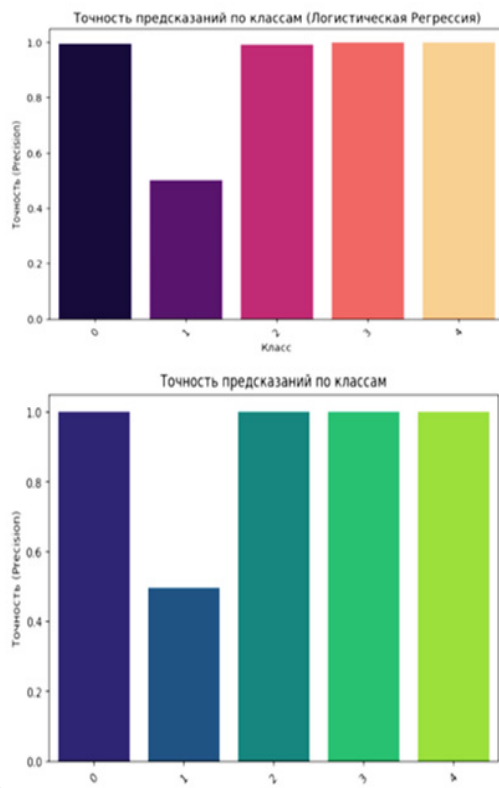 Точность предсказаний по классам (Логистическая Регрессия)
Точность (Precision)
1.0
0.8
0.6
0.4
0.2
0.0
0 1 2 3 4
Класс
Точность предсказаний по классам
Точность (Precision)
1.0
0.8
0.6
0.4
0.2
0.0
0 1 2 3 4